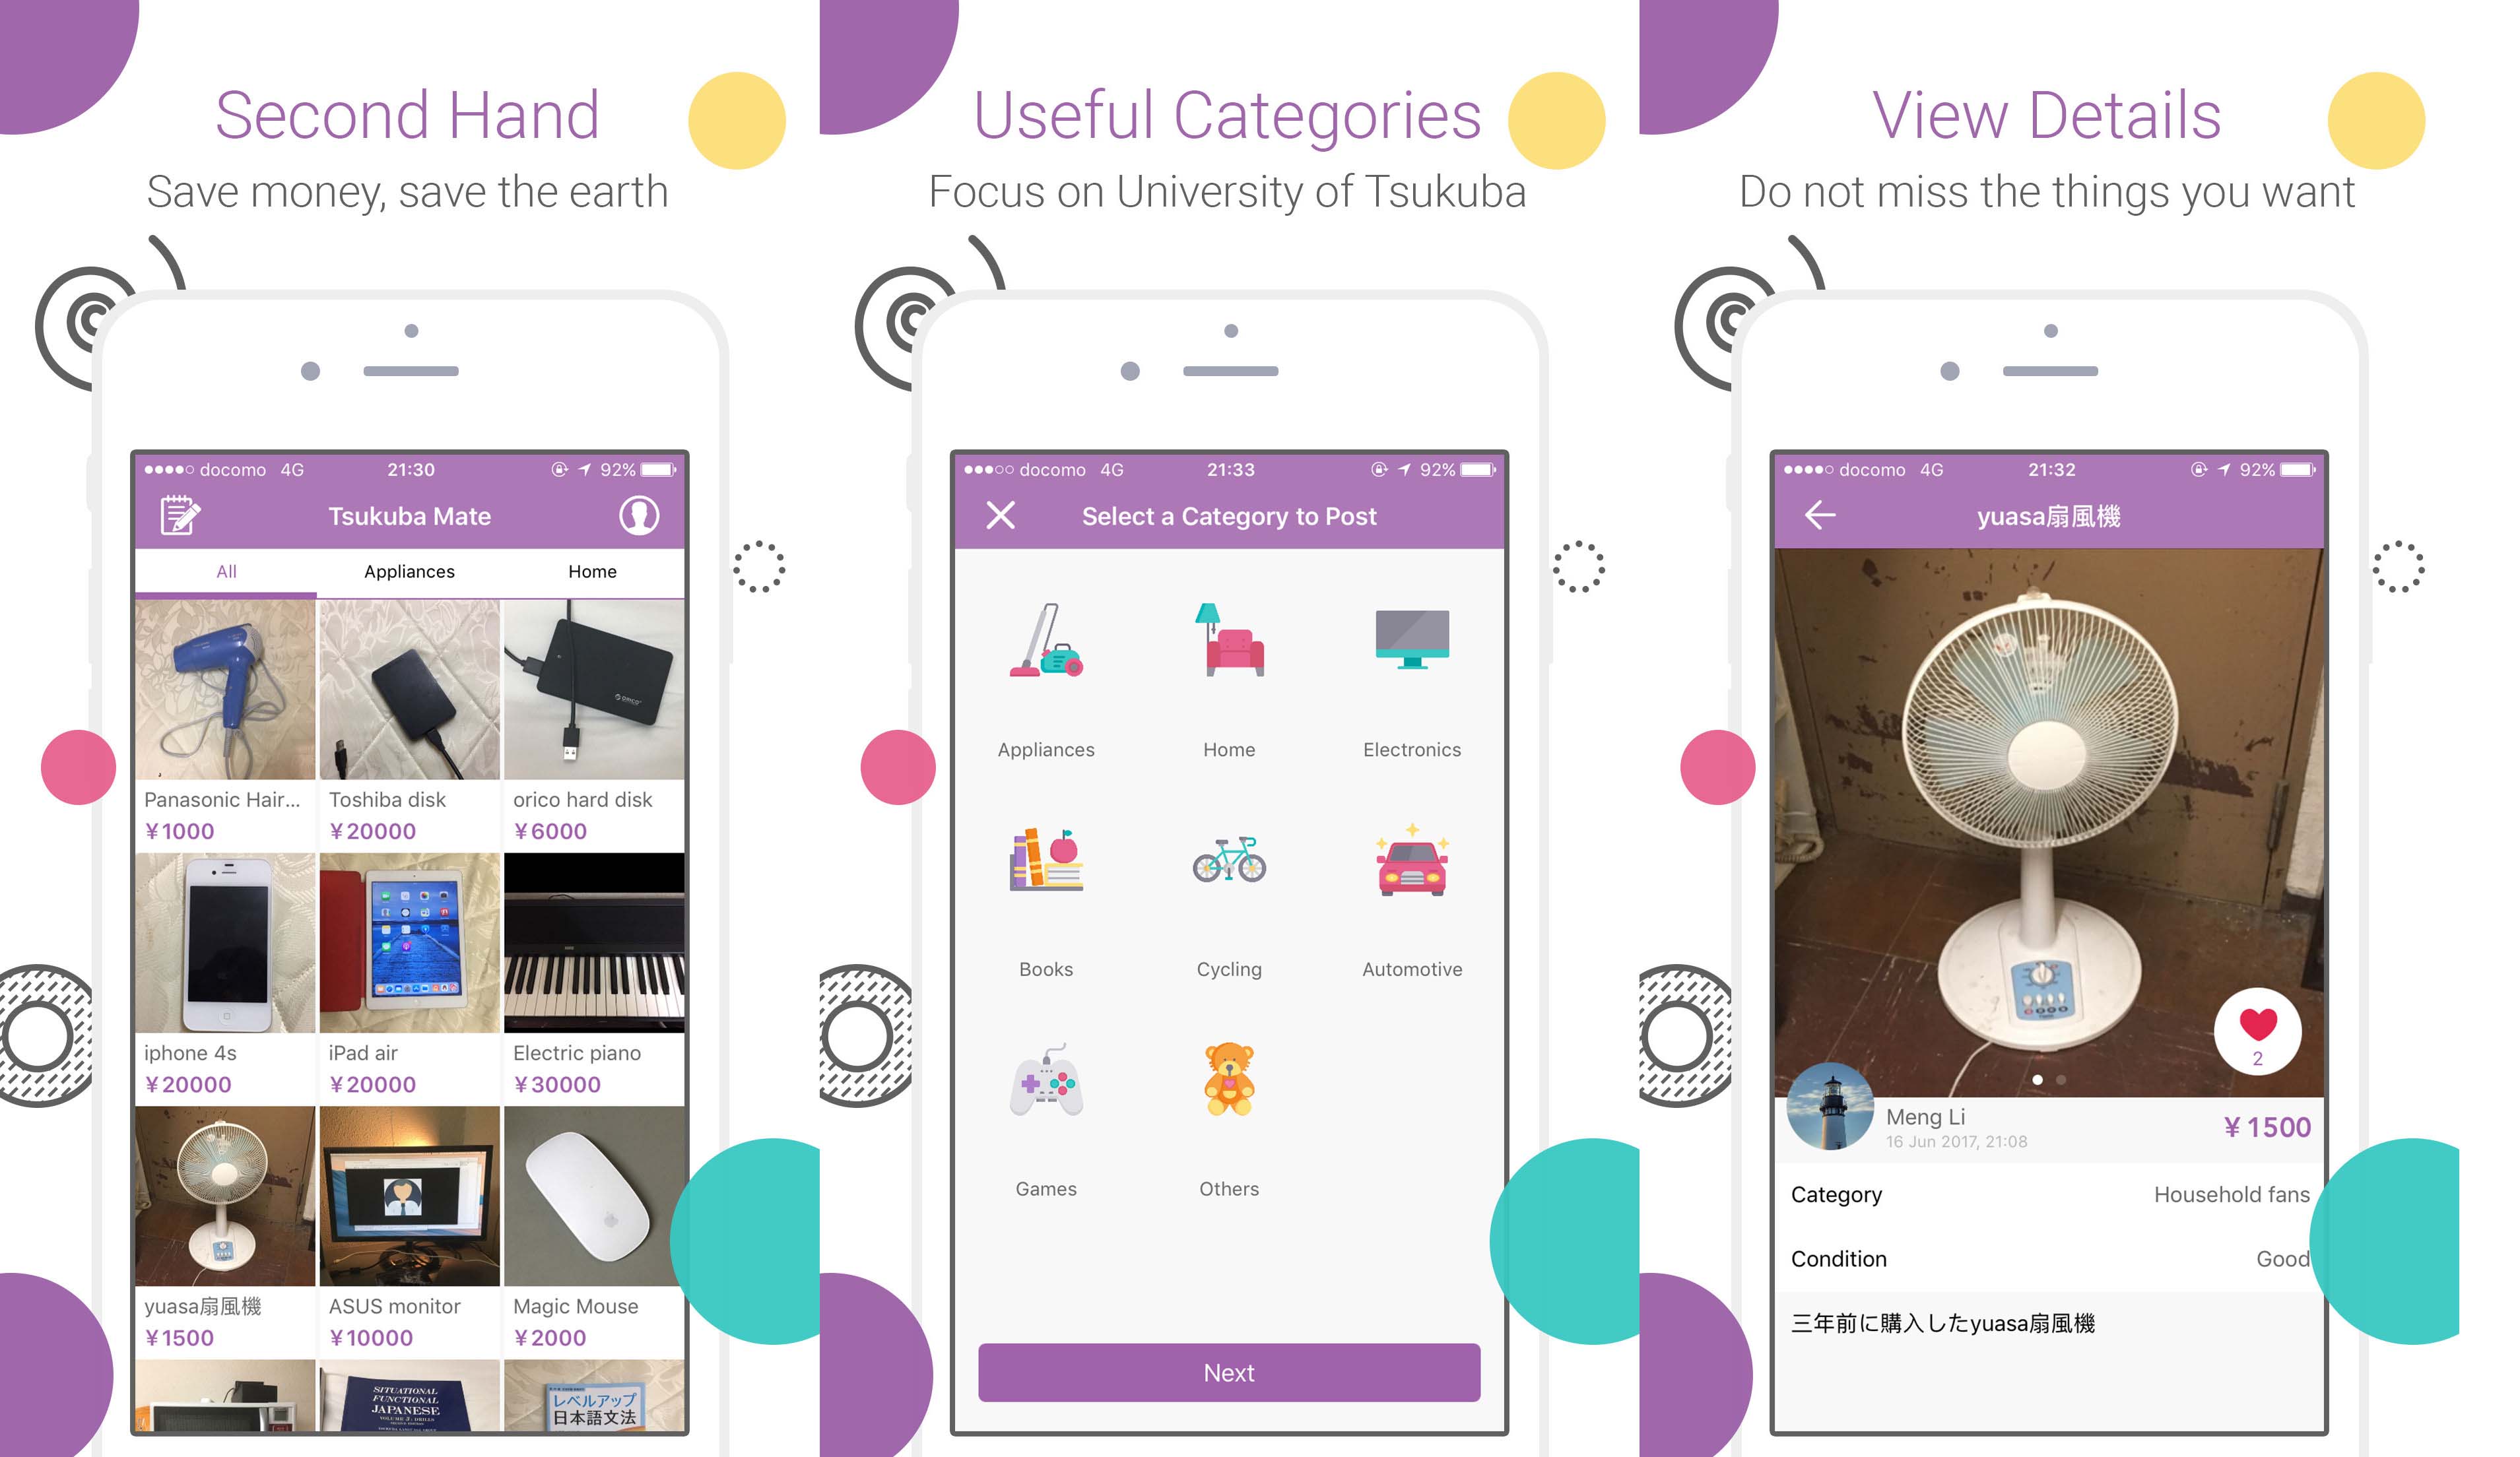 Second Hand
Save money, save the earth
docomo 4G 21:30 92%
Tsukuba Mate
All Appliances Home
ORICO
Panasonic Hair... Toshiba disk orico hard disk
¥1000 ¥20000 ¥6000
iphone 4s iPad air Electric piano
¥20000 ¥20000 ¥30000
yuasa扇風機 ASUS monitor Magic Mouse
¥1500 ¥10000 ¥2000
SITUATIONAL
FUNCTIONAL
JAPANESE
VOLUME 3: DRILLS
レベルアップ
日本語文法
Useful Categories
Focus on University of Tsukuba
docomo 4G 21:33 92%
Select a Category to Post
Appliances Home Electronics
Books Cycling Automotive
Games Others
Next
View Details
Do not miss the things you want
docomo 4G 21:32 92%
yuasa扇風機
2
Meng Li
16 Jun 2017, 21:08
¥1500
Category Household fans
Condition Good
三年前に購入したyuasa扇風機